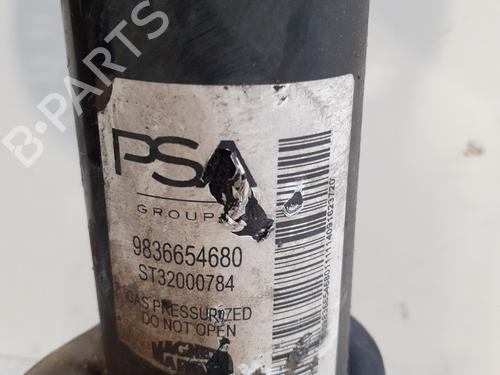 B-PARTS
PSA
GROUP
9836654680
ST32000784
GAS PRESSURIZED
DO NOT OPEN